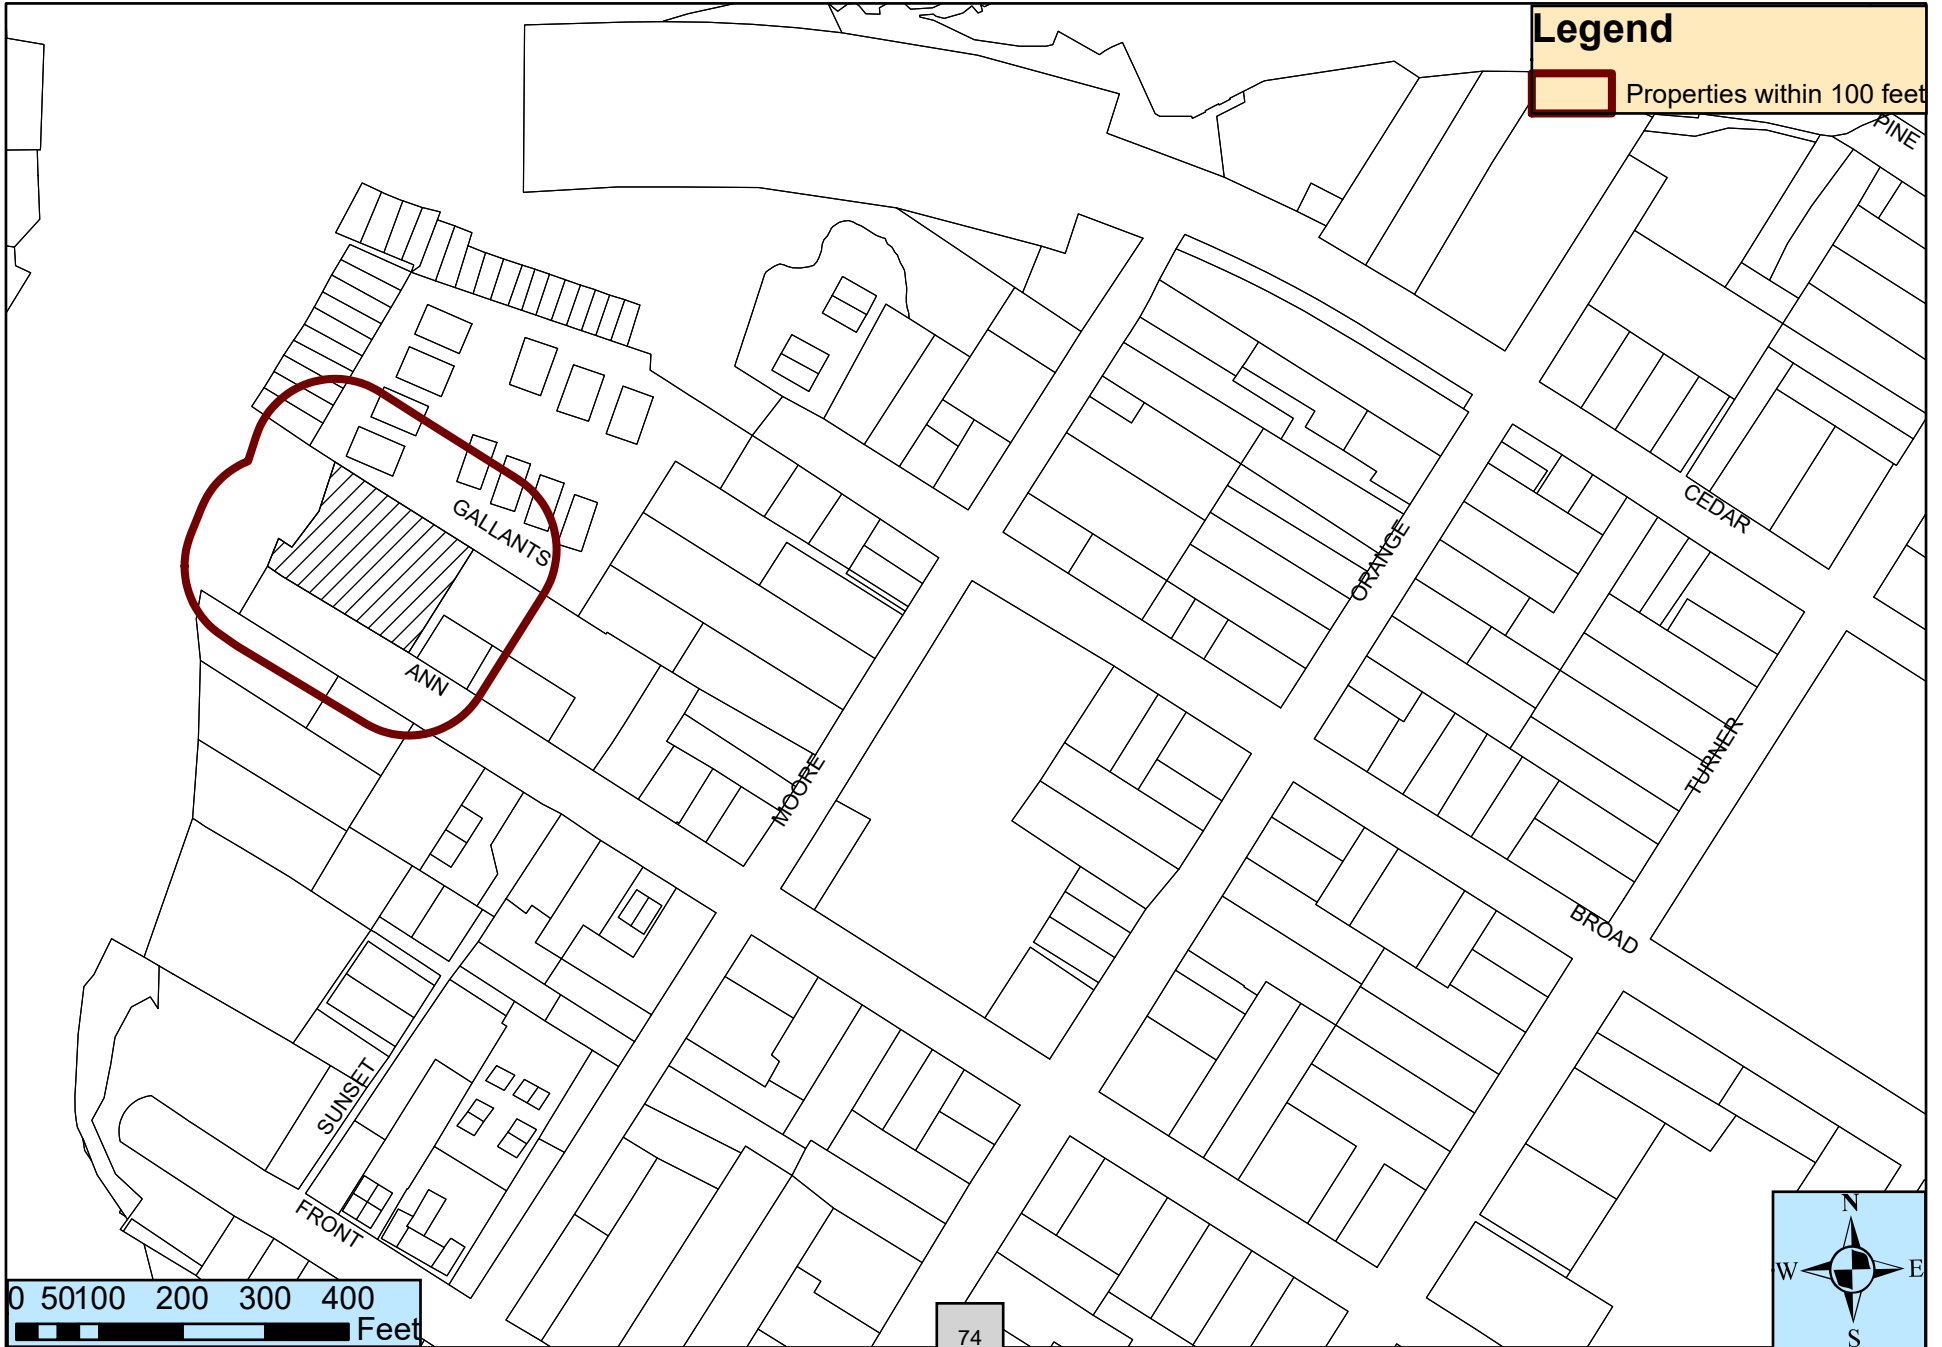 Legend
Properties within 100 feet
PINE
CEDAR
GALLANTS
ORANGE
ANN
TURNER
MOORE
BROAD
SUNSET
FRONT
N
W E
S
0 50100 200 300 400
Feet
74